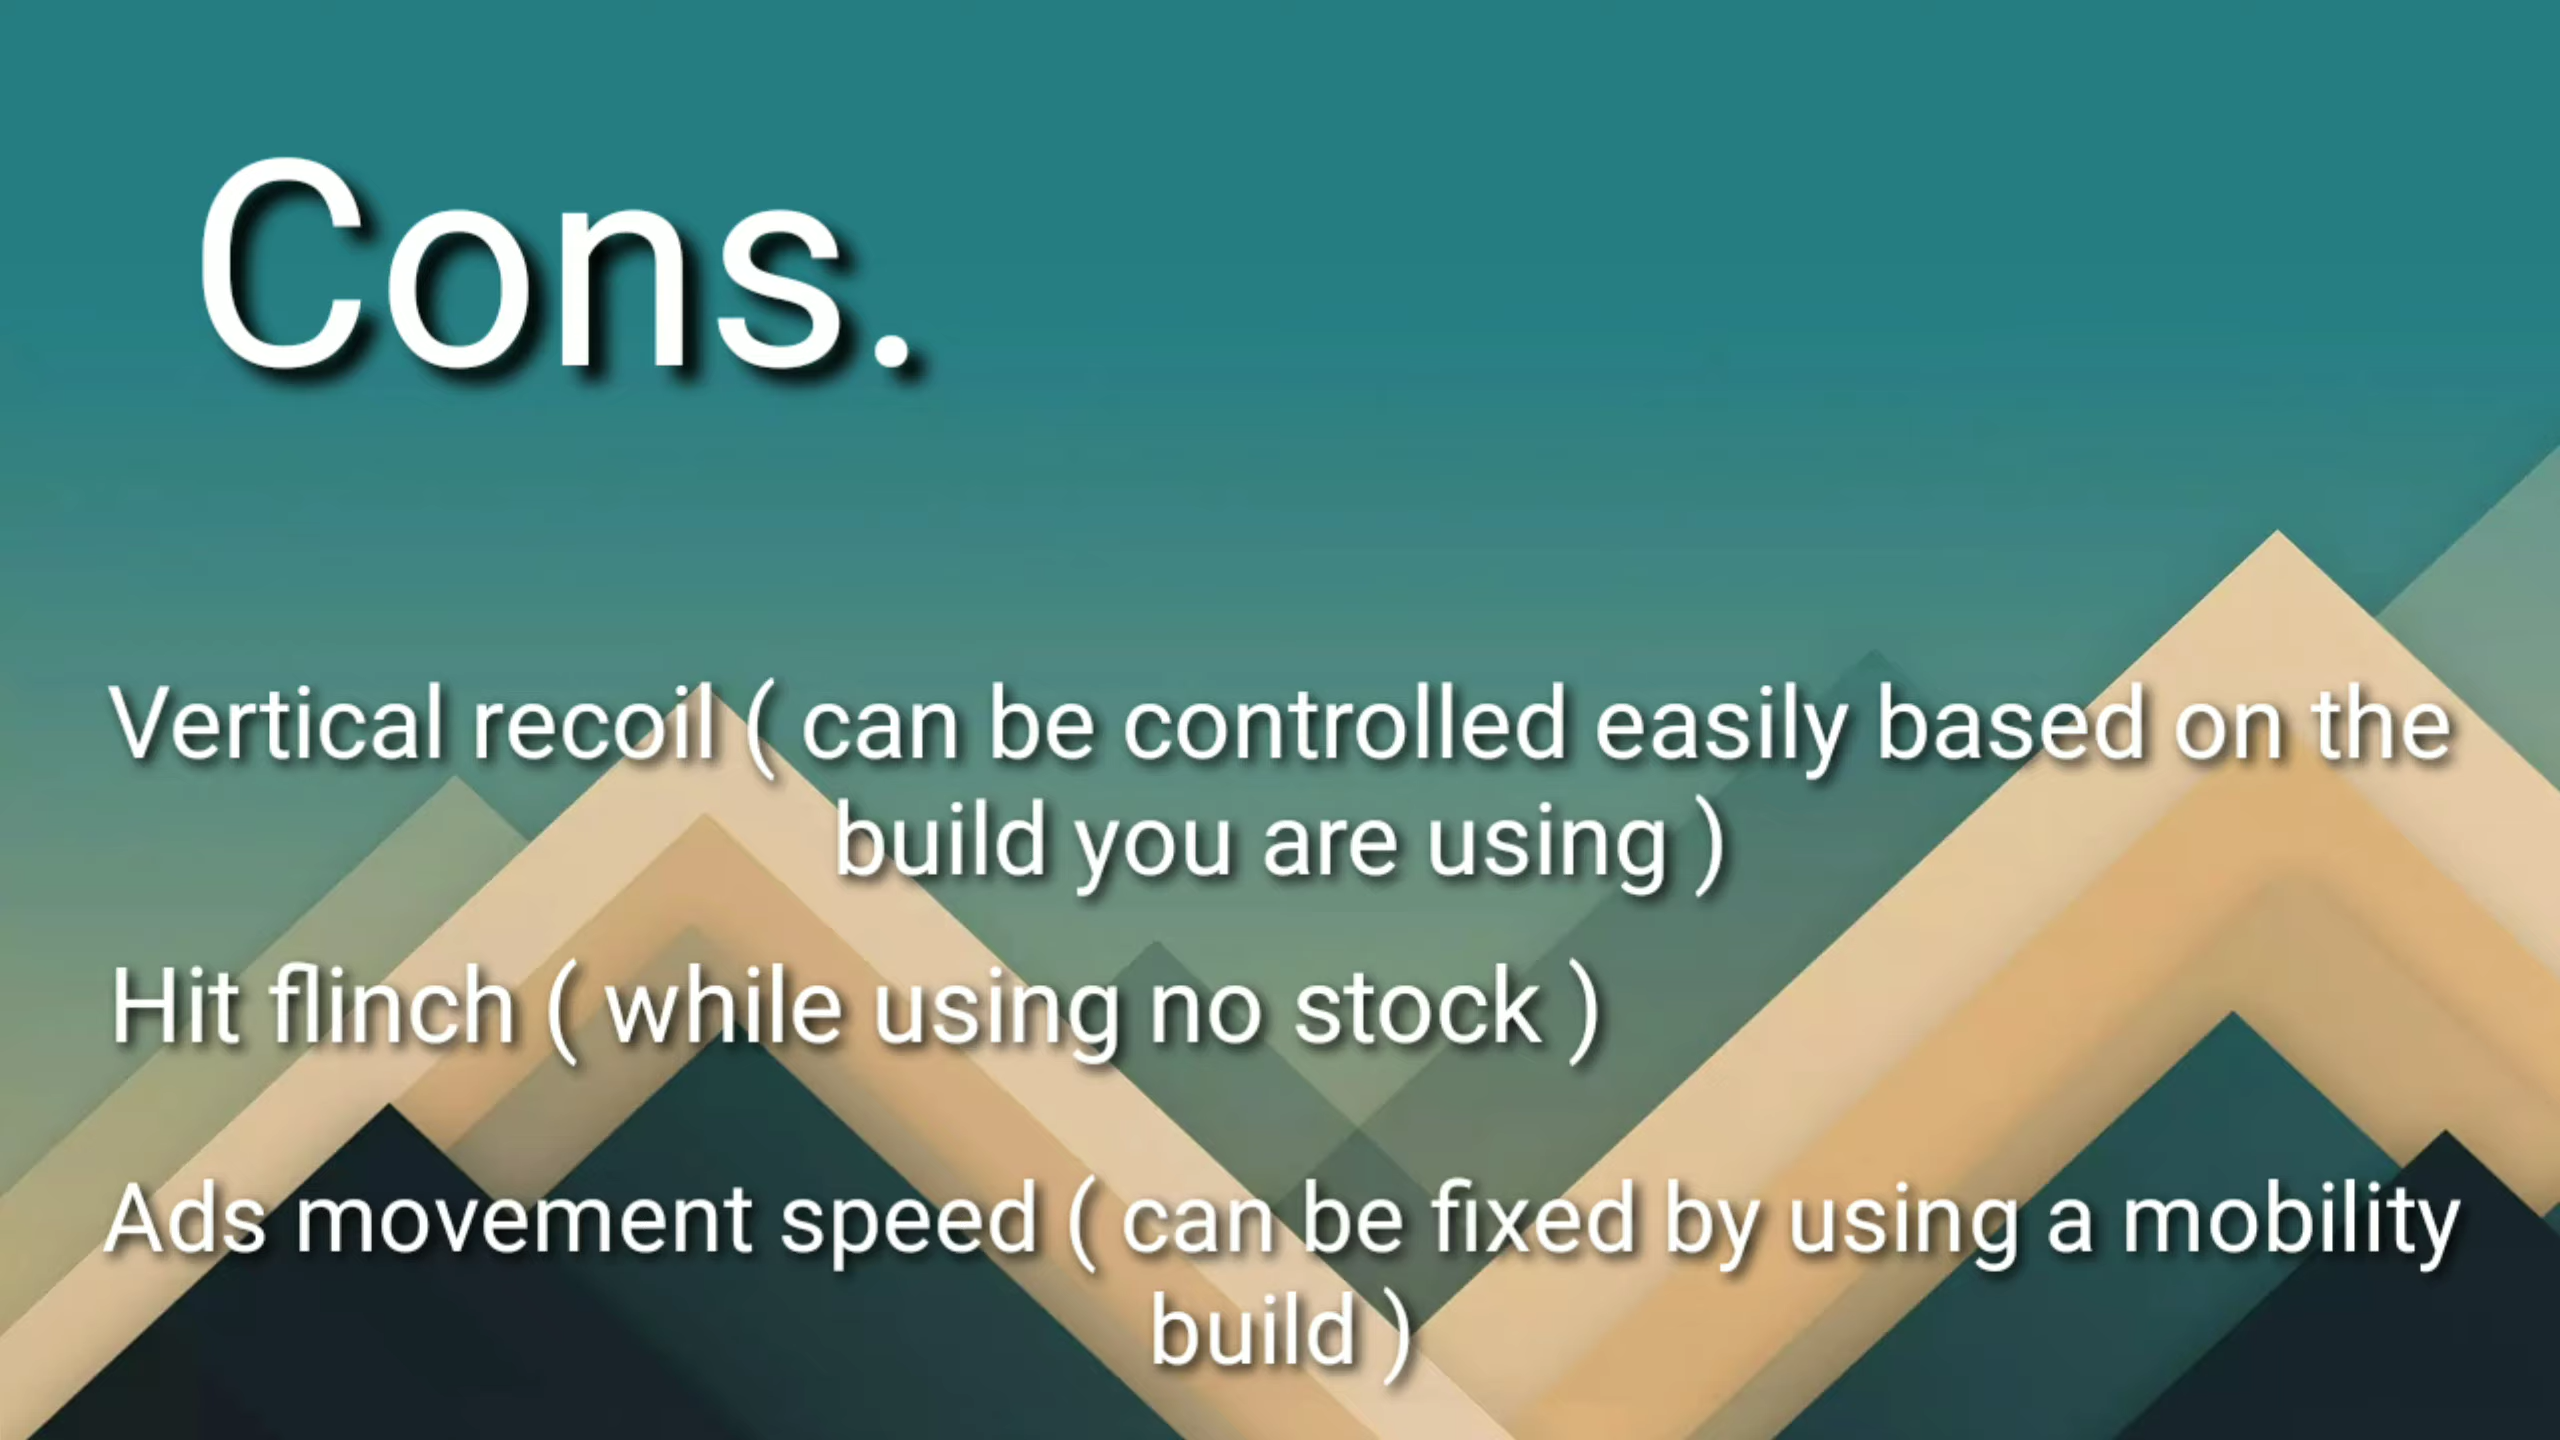 Cons.
Vertical recoil ( can be controlled easily based on the
build you are using )
Hit flinch ( while using no stock )
Ads movement speed ( can be fixed by using a mobility
build )